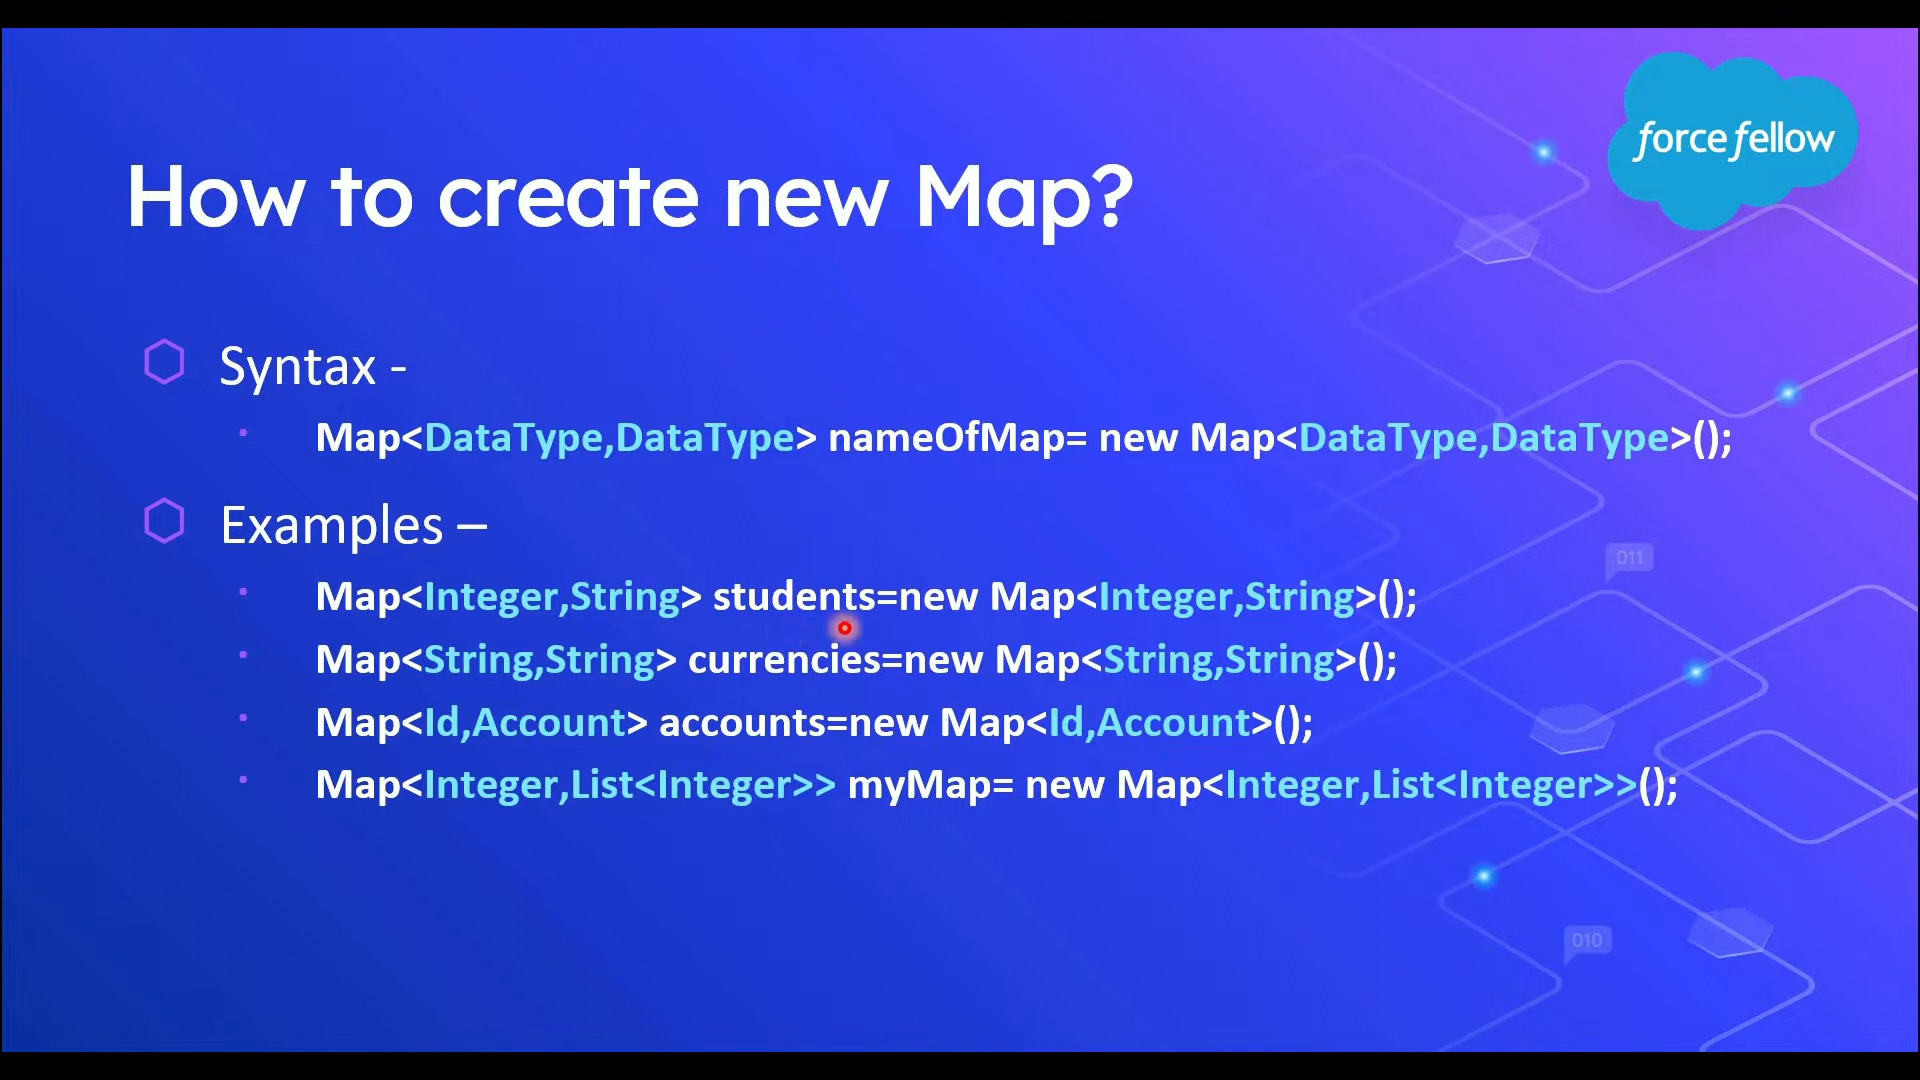 force fellow
How to create new Map?
Syntax -
Map<DataType,DataType> nameOfMap= new Map<DataType,DataType>();
Examples –
Map<Integer,String> students=new Map<Integer,String>();
Map<String,String> currencies=new Map<String,String>();
Map<Id,Account> accounts=new Map<Id,Account>();
Map<Integer,List<Integer>> myMap= new Map<Integer,List<Integer>>();
011
010